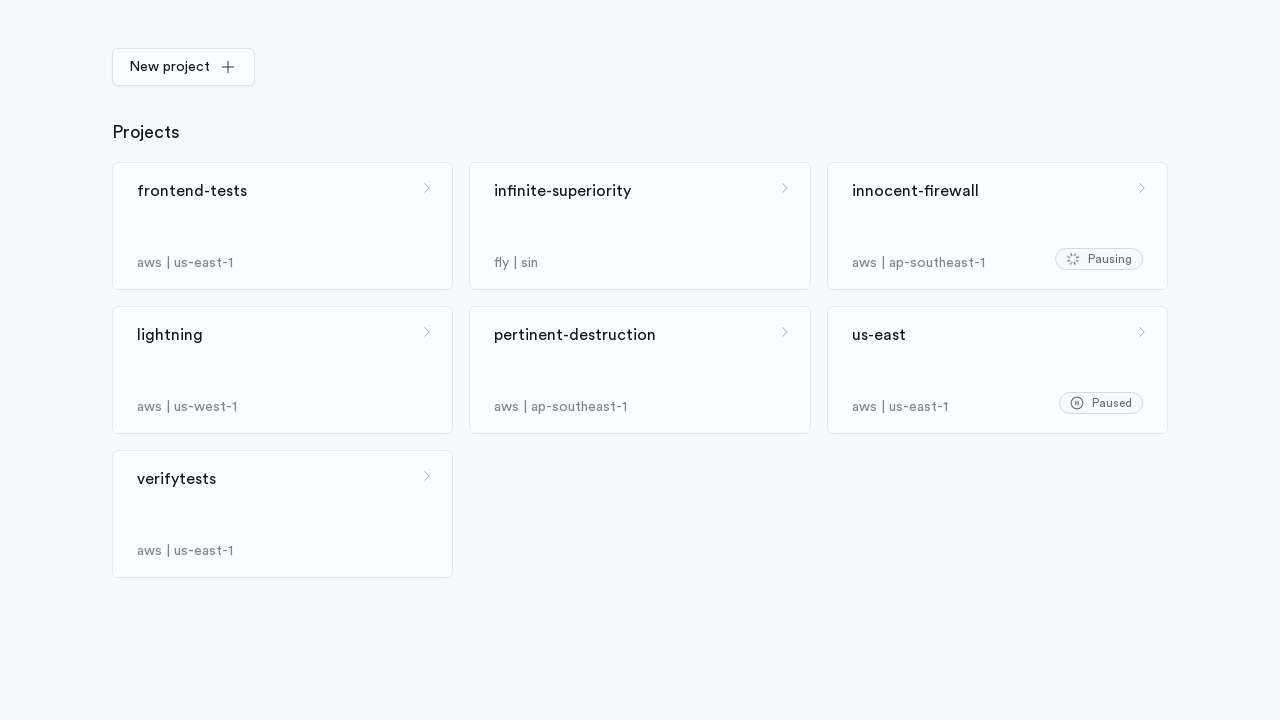 New project
Projects
frontend-tests
aws | us-east-1
infinite-superiority
fly | sin
innocent-firewall
aws | ap-southeast-1
Pausing
lightning
aws | us-west-1
pertinent-destruction
aws | ap-southeast-1
us-east
aws | us-east-1
Paused
verifytests
aws | us-east-1